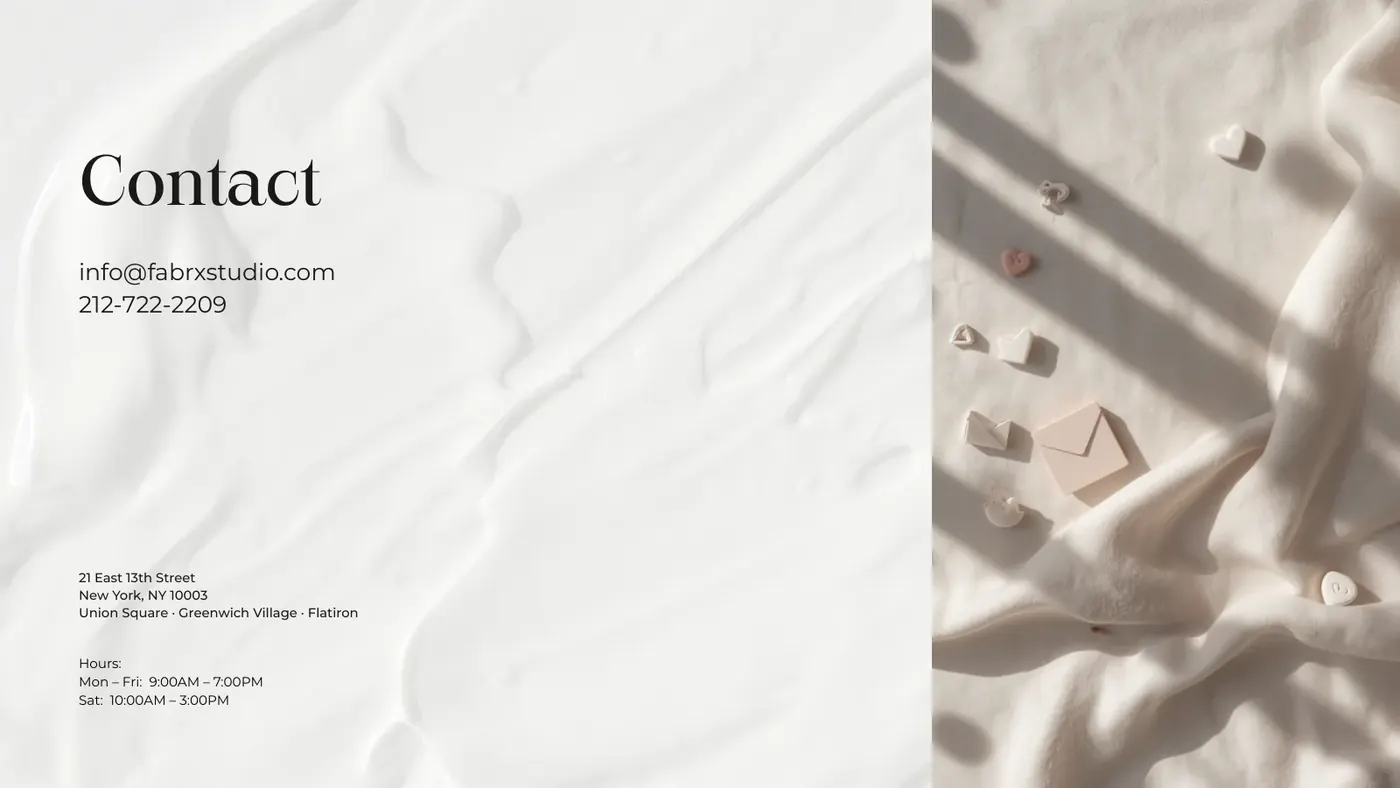 Contact
info@fabrxstudio.com
212-722-2209
21 East 13th Street
New York, NY 10003
Union Square · Greenwich Village · Flatiron
Hours:
Mon – Fri:  9:00AM – 7:00PM
Sat:  10:00AM – 3:00PM